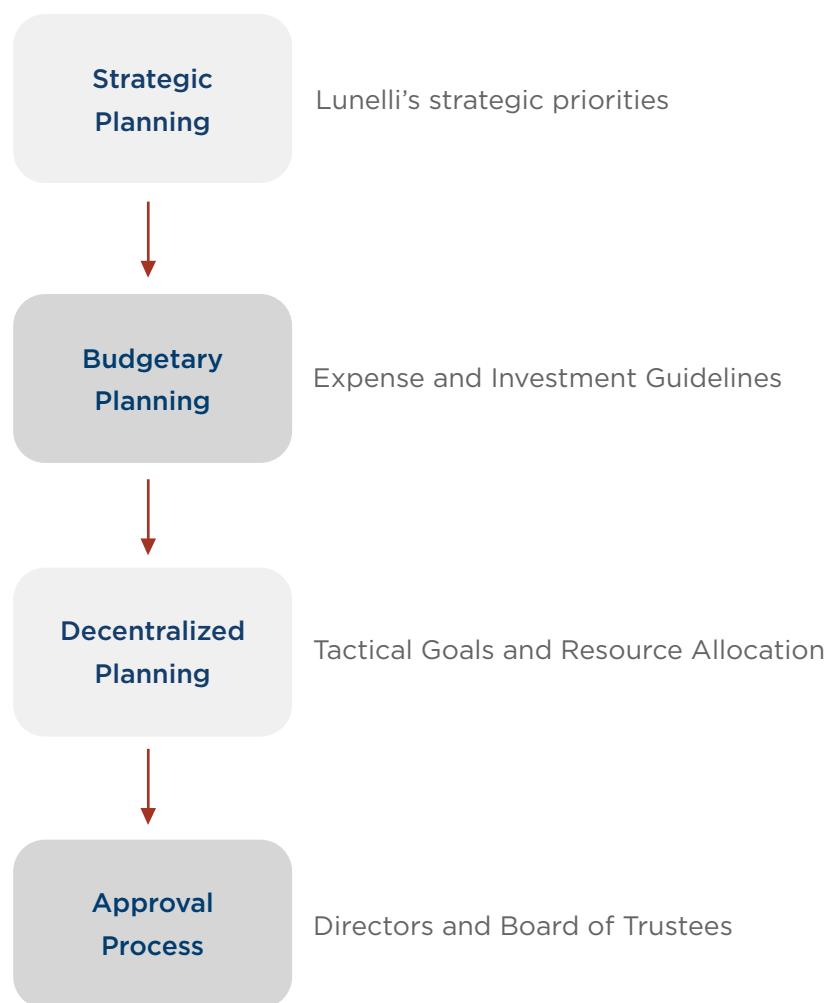 Strategic
Planning
Lunelli’s strategic priorities
Budgetary
Planning
Expense and Investment Guidelines
Decentralized
Planning
Tactical Goals and Resource Allocation
Approval
Process
Directors and Board of Trustees